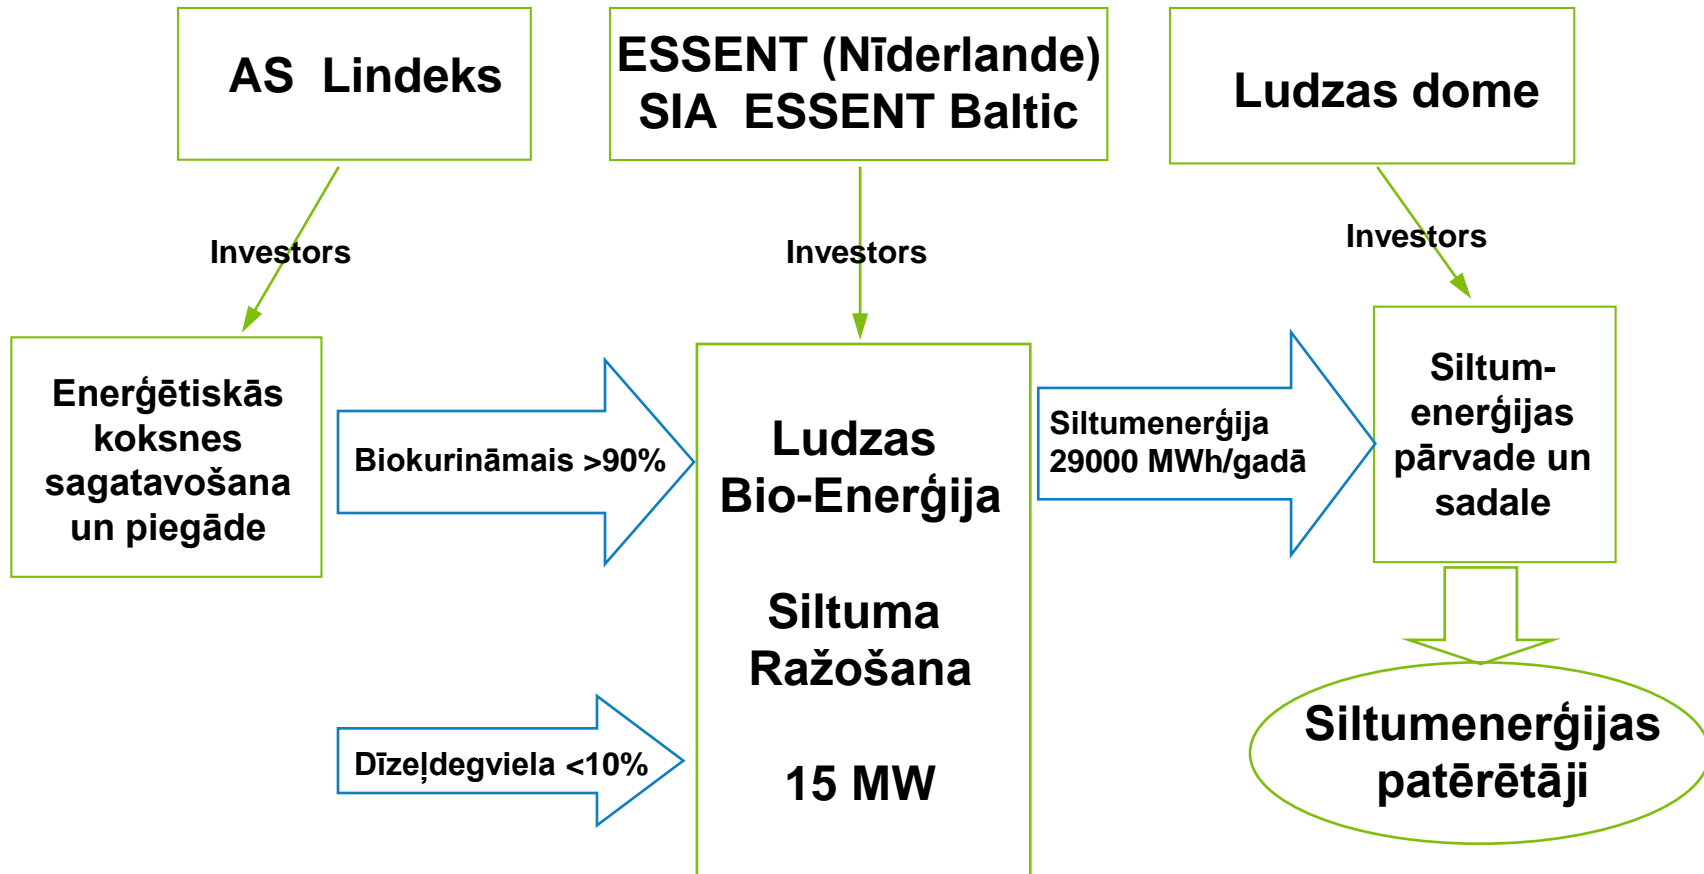 AS Lindeks
ESSENT (Nīderlande)
SIA ESSENT Baltic
Ludzas dome
Investors
Investors
Investors
Enerģētiskās
koksnes
sagatavošana
un piegāde
Biokurināmais >90%
Dīzeļdegviela <10%
Ludzas
Bio-Enerģija
Siltuma
Ražošana
15 MW
Siltumenerģija
29000 MWh/gadā
Siltum-
enerģijas
pārvade un
sadale
Siltumenerģijas
patērētāji